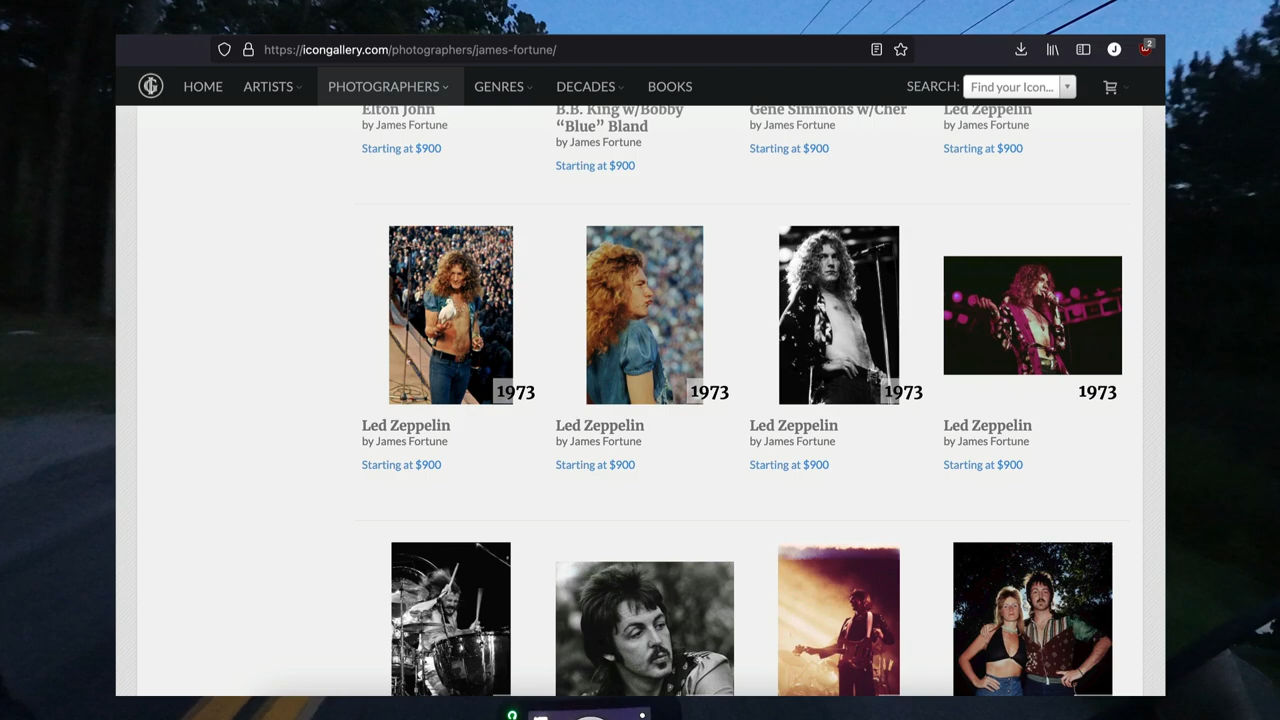 https://icongallery.com/photographers/james-fortune/
J
2
HOME ARTISTS PHOTOGRAPHERS GENRES DECADES BOOKS SEARCH: Find your Icon...
Elton John
by James Fortune
Starting at $900
B.B. King w/Bobby
“Blue” Bland
by James Fortune
Starting at $900
Gene Simmons w/Cher
by James Fortune
Starting at $900
Led Zeppelin
by James Fortune
Starting at $900
1973
Led Zeppelin
by James Fortune
Starting at $900
1973
Led Zeppelin
by James Fortune
Starting at $900
1973
Led Zeppelin
by James Fortune
Starting at $900
1973
Led Zeppelin
by James Fortune
Starting at $900